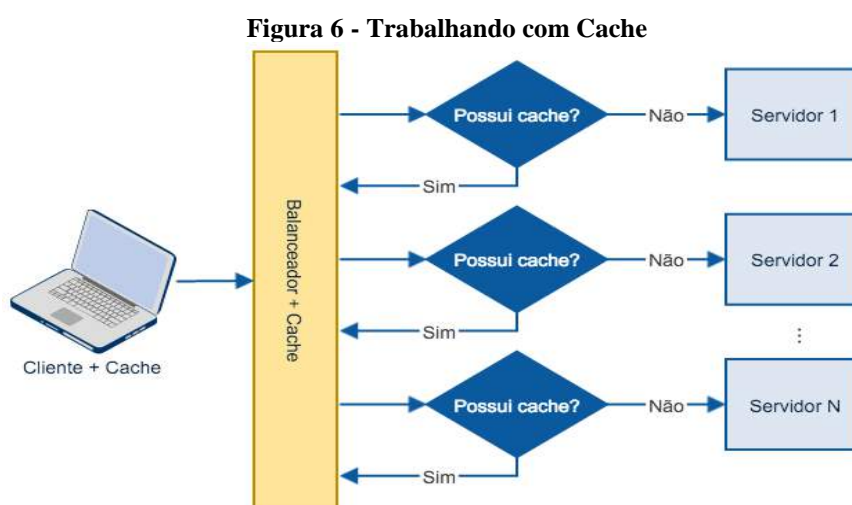 Figura 6 - Trabalhando com Cache
Possui cache?
Não
Servidor 1
Sim
Balanceador + Cache
Possui cache?
Não
Servidor 2
Sim
Cliente + Cache
Possui cache?
Não
Servidor N
Sim